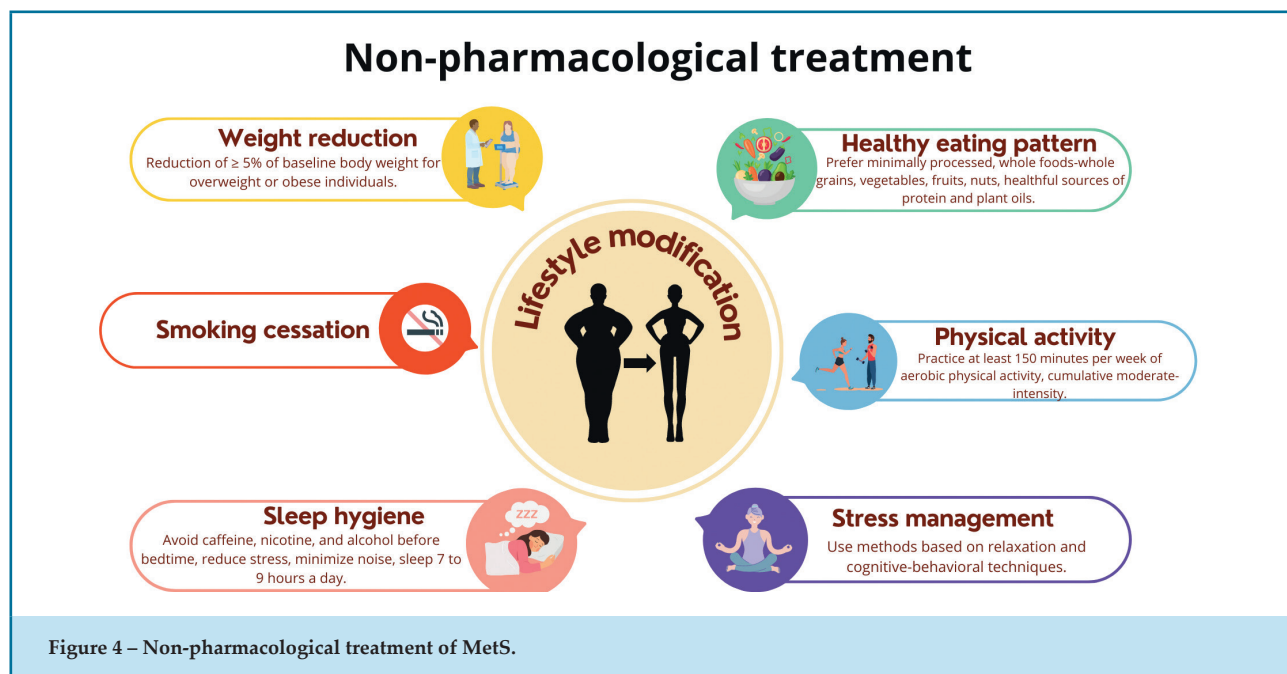 Non-pharmacological treatment
Weight reduction
Reduction of ≥ 5% of baseline body weight for
overweight or obese individuals.
Healthy eating pattern
Prefer minimally processed, whole foods-whole
grains, vegetables, fruits, nuts, healthful sources of
protein and plant oils.
Lifestyle modification
Smoking cessation
Physical activity
Practice at least 150 minutes per week of
aerobic physical activity, cumulative moderate-
intensity.
Sleep hygiene
Avoid caffeine, nicotine, and alcohol before
bedtime, reduce stress, minimize noise, sleep 7 to
9 hours a day.
ZZZ
Stress management
Use methods based on relaxation and
cognitive-behavioral techniques.
Figure 4 – Non-pharmacological treatment of MetS.